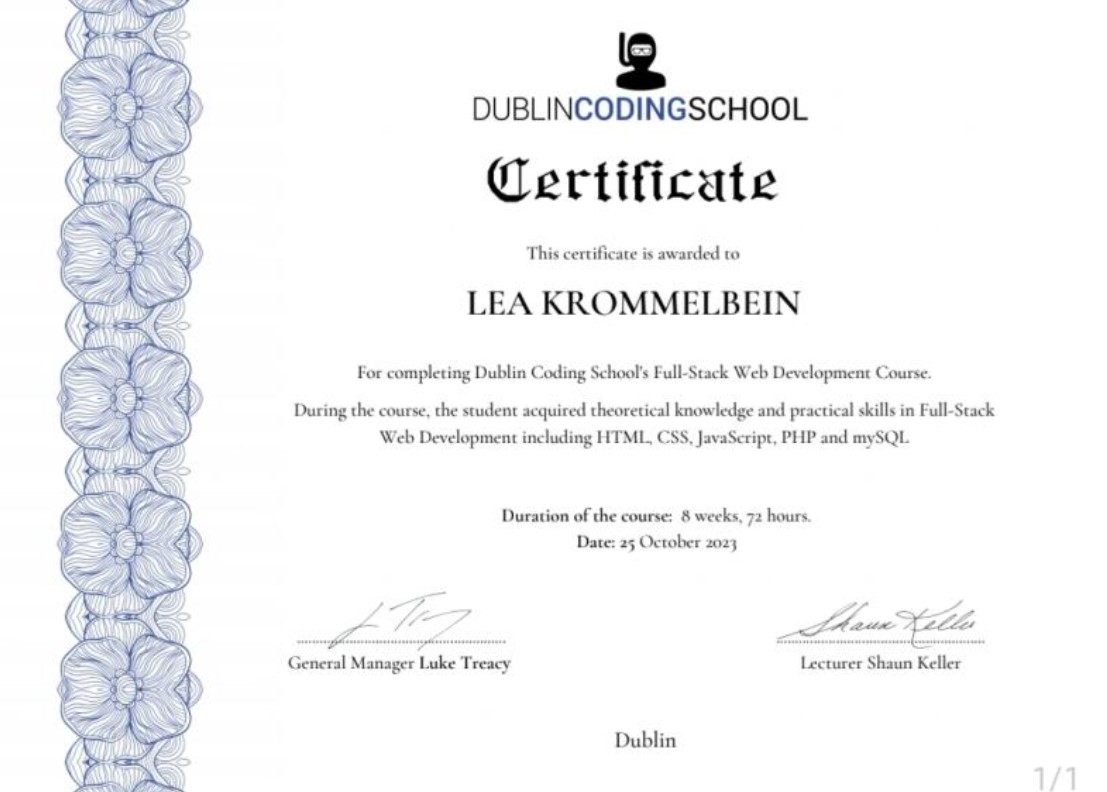 DUBLINCODINGSCHOOL
Certificate
This certificate is awarded to
LEA KROMMELBEIN
For completing Dublin Coding School's Full-Stack Web Development Course.
During the course, the student acquired theoretical knowledge and practical skills in Full-Stack
Web Development including HTML, CSS, JavaScript, PHP and mySQL
Duration of the course: 8 weeks, 72 hours.
Date: 25 October 2023
Shaun Keller
General Manager Luke Treacy
Lecturer Shaun Keller
Dublin
1/1